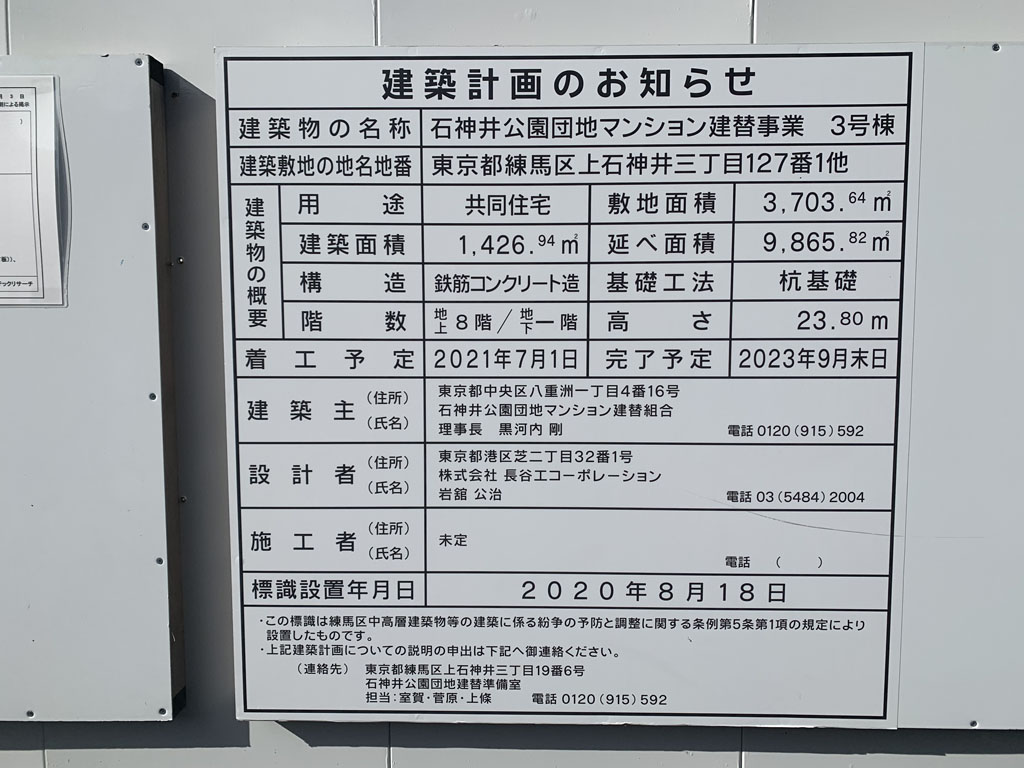 建築計画のお知らせ
建築物の名称 石神井公園団地マンション建替事業 3号棟
建築敷地の地名地番 東京都練馬区上石神井三丁目127番1他
建築物の概要
用途 共同住宅 敷地面積 3,703.64㎡
建築面積 1,426.94㎡ 延べ面積 9,865.82㎡
構造 鉄筋コンクリート造 基礎工法 杭基礎
階数 地上8階/地下一階 高さ 23.80m
着工予定 2021年7月1日 完了予定 2023年9月末日
建築主 (住所) (氏名)
東京都中央区八重洲一丁目4番16号
石神井公園団地マンション建替組合
理事長 黒河内 剛 電話 0120(915)592
設計者 (住所) (氏名)
東京都港区芝二丁目32番1号
株式会社 長谷工コーポレーション
岩舘 公治 電話 03(5484)2004
施工者 (住所) (氏名)
未定
電話 ( )
標識設置年月日 2020年8月18日
・この標識は練馬区中高層建築物等の建築に係る紛争の予防と調整に関する条例第5条第1項の規定により
設置したものです。
・上記建築計画についての説明の申出は下記へ御連絡ください。
(連絡先) 東京都練馬区上石神井三丁目19番6号
石神井公園団地建替準備室
担当:室賀・菅原・上條 電話 0120(915)592
月 3 日
による掲示
ックリサーチ